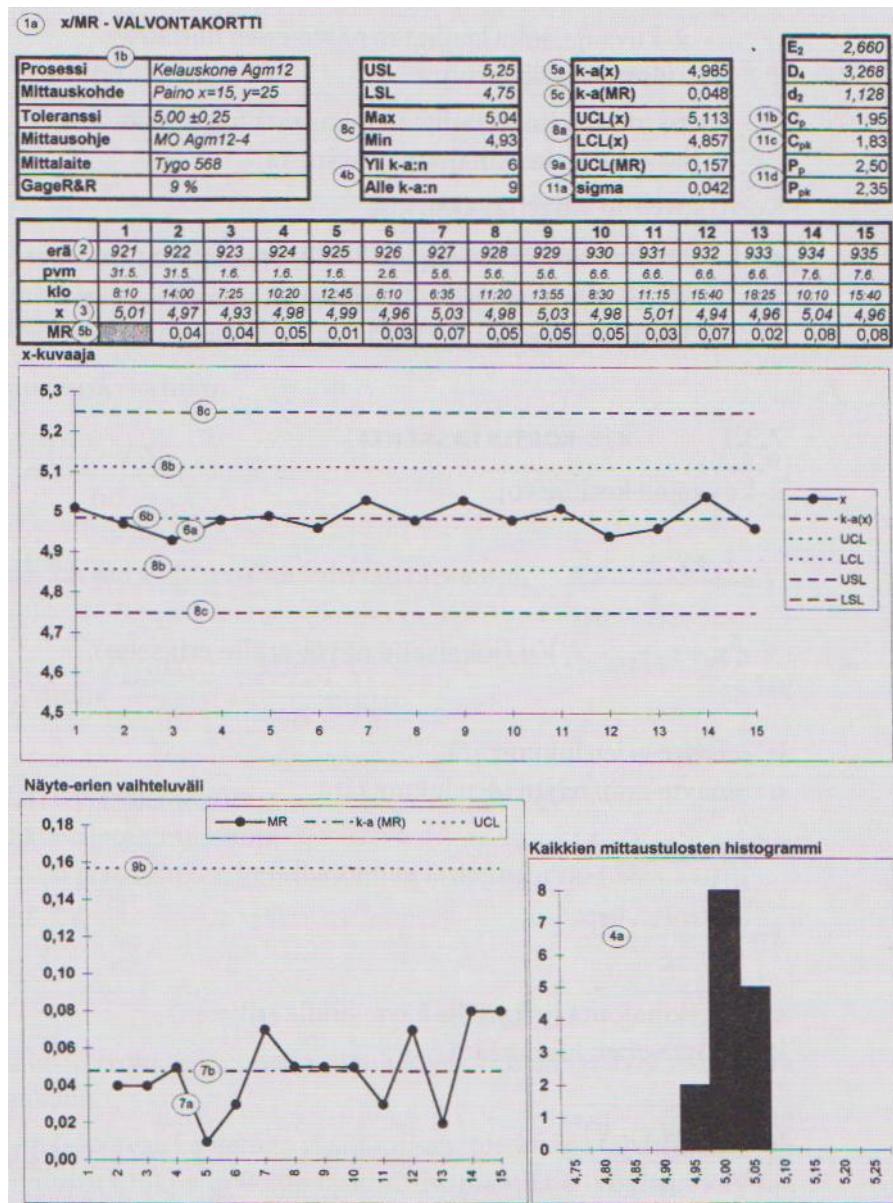 1a x/MR - VALVONTAKORTTI
1b
Prosessi Kelauskone Agm12
Mittauskohde Paino x=15, y=25
Toleranssi 5,00 ±0,25
Mittausohje MO Agm12-4
Mittalaite Tygo 568
GageR&R 9 %
USL 5,25
LSL 4,75
8c Max 5,04
Min 4,93
4b Yli k-a:n 6
Alle k-a:n 9
5a k-a(x) 4,985
5c k-a(MR) 0,048
8a UCL(x) 5,113
LCL(x) 4,857
9a UCL(MR) 0,157
11a sigma 0,042
E2 2,660
D4 3,268
d2 1,128
11b Cp 1,95
11c Cpk 1,83
11d Pp 2,50
Ppk 2,35
1 2 3 4 5 6 7 8 9 10 11 12 13 14 15
erä 2 921 922 923 924 925 926 927 928 929 930 931 932 933 934 935
pvm 31.5. 31.5. 1.6. 1.6. 1.6. 2.6. 5.6. 5.6. 5.6. 6.6. 6.6. 6.6. 6.6. 7.6. 7.6.
klo 8:10 14:00 7:25 10:20 12:45 6:10 6:35 11:20 13:55 8:30 11:15 15:40 18:25 10:10 15:40
x 3 5,01 4,97 4,93 4,98 4,99 4,96 5,03 4,98 5,03 4,98 5,01 4,94 4,96 5,04 4,96
MR 5b 0,04 0,04 0,05 0,01 0,03 0,07 0,05 0,05 0,05 0,03 0,07 0,02 0,08 0,08
x-kuvaaja
5,3
8c
5,2
8b
5,1
5
6b 6a
4,9
8b
4,8
8c
4,7
4,6
4,5
1 2 3 4 5 6 7 8 9 10 11 12 13 14 15
x
k-a(x)
UCL
LCL
USL
LSL
Näyte-erien vaihteluväli
MR k-a (MR) UCL
0,18
0,16
9b
0,14
0,12
0,10
0,08
0,06
0,04
7b
7a
0,02
0,00
1 2 3 4 5 6 7 8 9 10 11 12 13 14 15
Kaikkien mittaustulosten histogrammi
8
7
4a
6
5
4
3
2
1
0
4,75 4,80 4,85 4,90 4,95 5,00 5,05 5,10 5,15 5,20 5,25